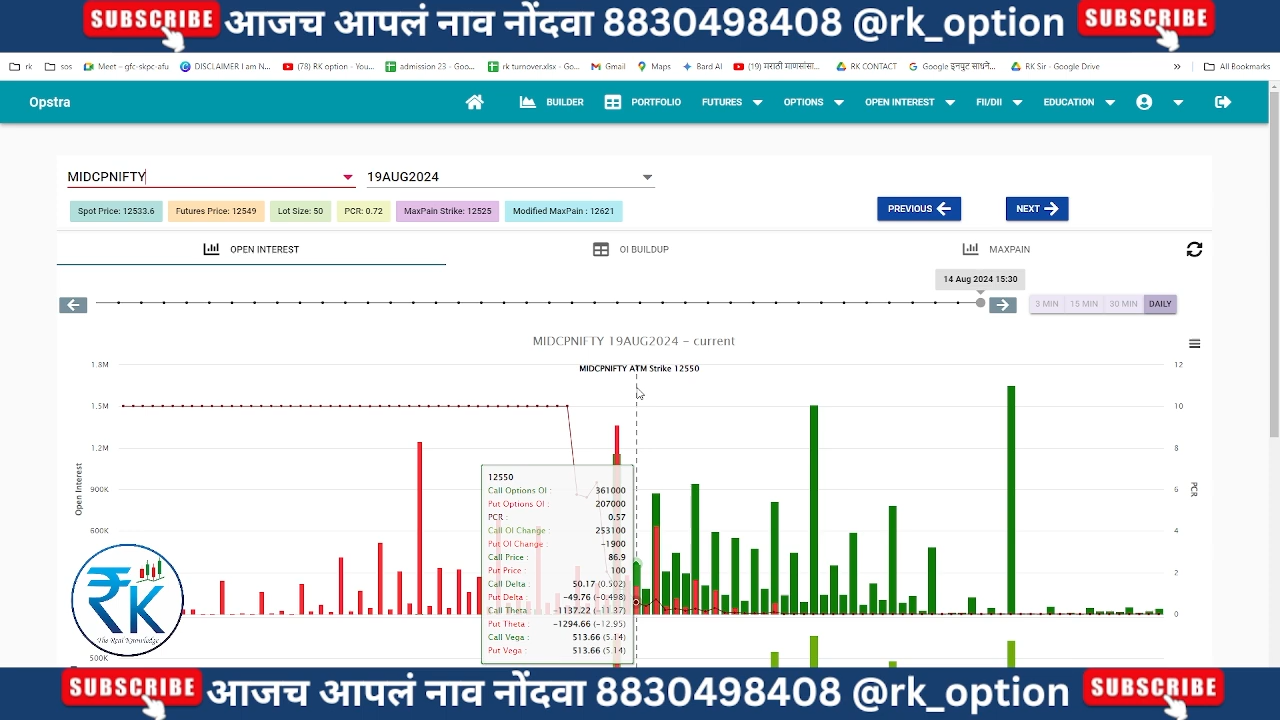 SUBSCRIBE आजच आपलं नाव नोंदवा 8830498408 @rk_option SUBSCRIBE
rk sos Meet – gfc-skpc-afu DISCLAIMER I am N... (78) RK option - You... admission 23 - Goo... rk turnover.xlsx - Go... Gmail Maps Bard AI (19) मराठी माणसांसा... RK CONTACT Google इनपुट साधने... RK Sir - Google Drive » All Bookmarks
Opstra BUILDER PORTFOLIO FUTURES OPTIONS OPEN INTEREST FII/DII EDUCATION
MIDCPNIFTY 19AUG2024
Spot Price: 12533.6 Futures Price: 12549 Lot Size: 50 PCR: 0.72 MaxPain Strike: 12525 Modified MaxPain : 12621 PREVIOUS NEXT
OPEN INTEREST OI BUILDUP MAXPAIN
14 Aug 2024 15:30
3 MIN 15 MIN 30 MIN DAILY
MIDCPNIFTY 19AUG2024 - current
MIDCPNIFTY ATM Strike 12550
1.8M 12
1.5M 10
1.2M 8
900K 6
600K 4
2
0
500K
Open Interest
PCR
12550
Call Options OI : 361000
Put Options OI : 207000
PCR : 0.57
Call OI Change : 253100
Put OI Change : -1900
Call Price : 86.9
Put Price : 100
Call Delta : 50.17 (0.502)
Put Delta : -49.76 (-0.498)
Call Theta : -1137.22 (-11.37)
Put Theta : -1294.66 (-12.95)
Call Vega : 513.66 (5.14)
Put Vega : 513.66 (5.14)
RK
The Real Knowledge
SUBSCRIBE आजच आपलं नाव नोंदवा 8830498408 @rk_option SUBSCRIBE